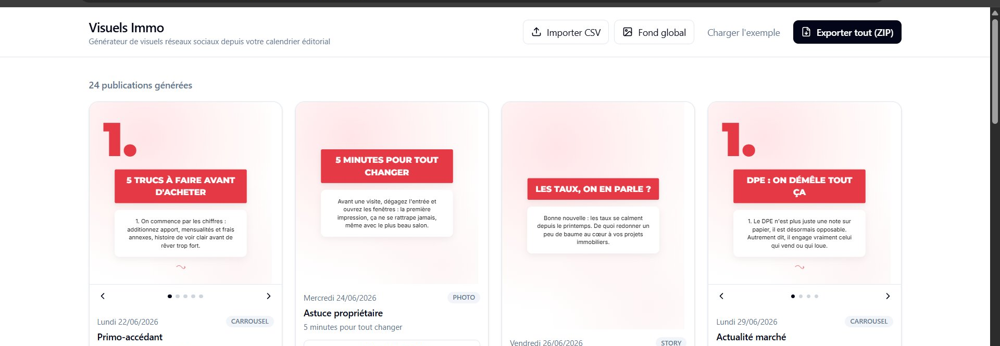 Visuels Immo
Générateur de visuels réseaux sociaux depuis votre calendrier éditorial
Importer CSV
Fond global
Charger l'exemple
Exporter tout (ZIP)
24 publications générées
1.
5 TRUCS À FAIRE AVANT
D'ACHETER
1. On commence par les chiffres :
additionnez apport, mensualités et frais
annexes, histoire de voir clair avant de
rêver trop fort.
Lundi 22/06/2026
CARROUSEL
Primo-accédant
5 MINUTES POUR TOUT
CHANGER
Avant une visite, dégagez l'entrée et
ouvrez les fenêtres : la première
impression, ça ne se rattrape jamais,
même avec le plus beau salon.
Mercredi 24/06/2026
PHOTO
Astuce propriétaire
5 minutes pour tout changer
LES TAUX, ON EN PARLE ?
Bonne nouvelle : les taux se calment
depuis le printemps. De quoi redonner un
peu de baume au cœur à vos projets
immobiliers.
Vendredi 26/06/2026
STORY
1.
DPE : ON DÉMÊLE TOUT
ÇA
1. Le DPE n'est plus juste une note sur
papier, il est désormais opposable.
Autrement dit, il engage vraiment celui
qui vend ou qui loue.
Lundi 29/06/2026
CARROUSEL
Actualité marché